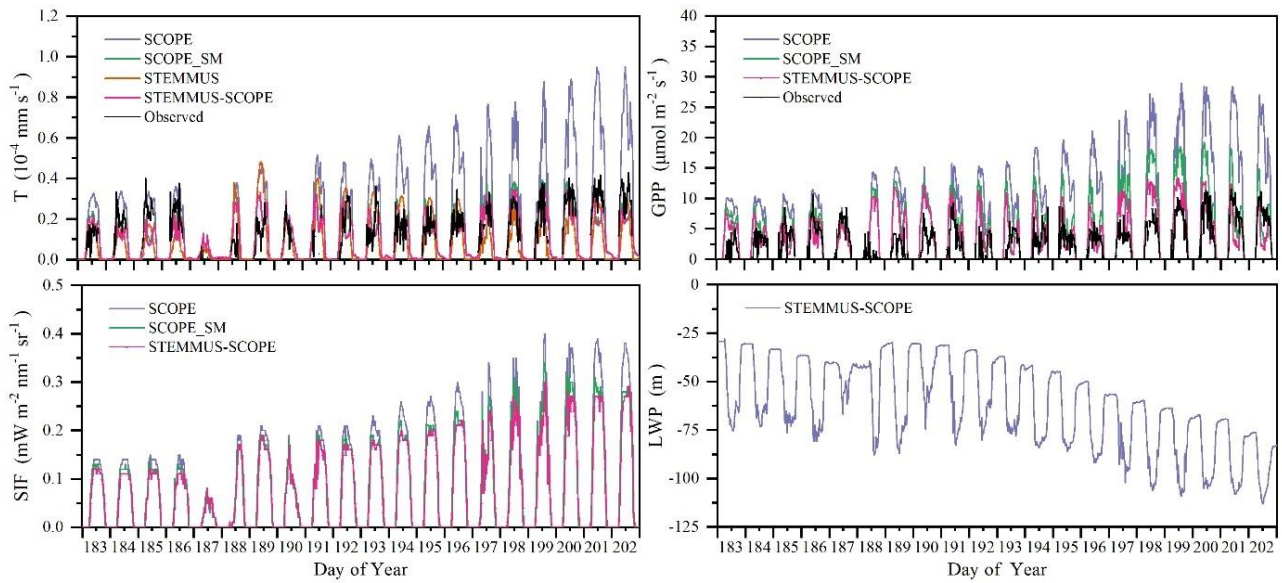 1.2
1.0
0.8
0.6
0.4
0.2
0.0
T (10⁻⁴ mm s⁻¹)
SCOPE
SCOPE_SM
STEMMUS
STEMMUS-SCOPE
Observed
40
35
30
25
20
15
10
5
0
GPP (μmol m⁻² s⁻¹)
SCOPE
SCOPE_SM
STEMMUS-SCOPE
Observed
0.5
0.4
0.3
0.2
0.1
0.0
SIF (mW m⁻² nm⁻¹ sr⁻¹)
SCOPE
SCOPE_SM
STEMMUS-SCOPE
183 184 185 186 187 188 189 190 191 192 193 194 195 196 197 198 199 200 201 202
Day of Year
0
-25
-50
-75
-100
-125
LWP (m)
STEMMUS-SCOPE
183 184 185 186 187 188 189 190 191 192 193 194 195 196 197 198 199 200 201 202
Day of Year